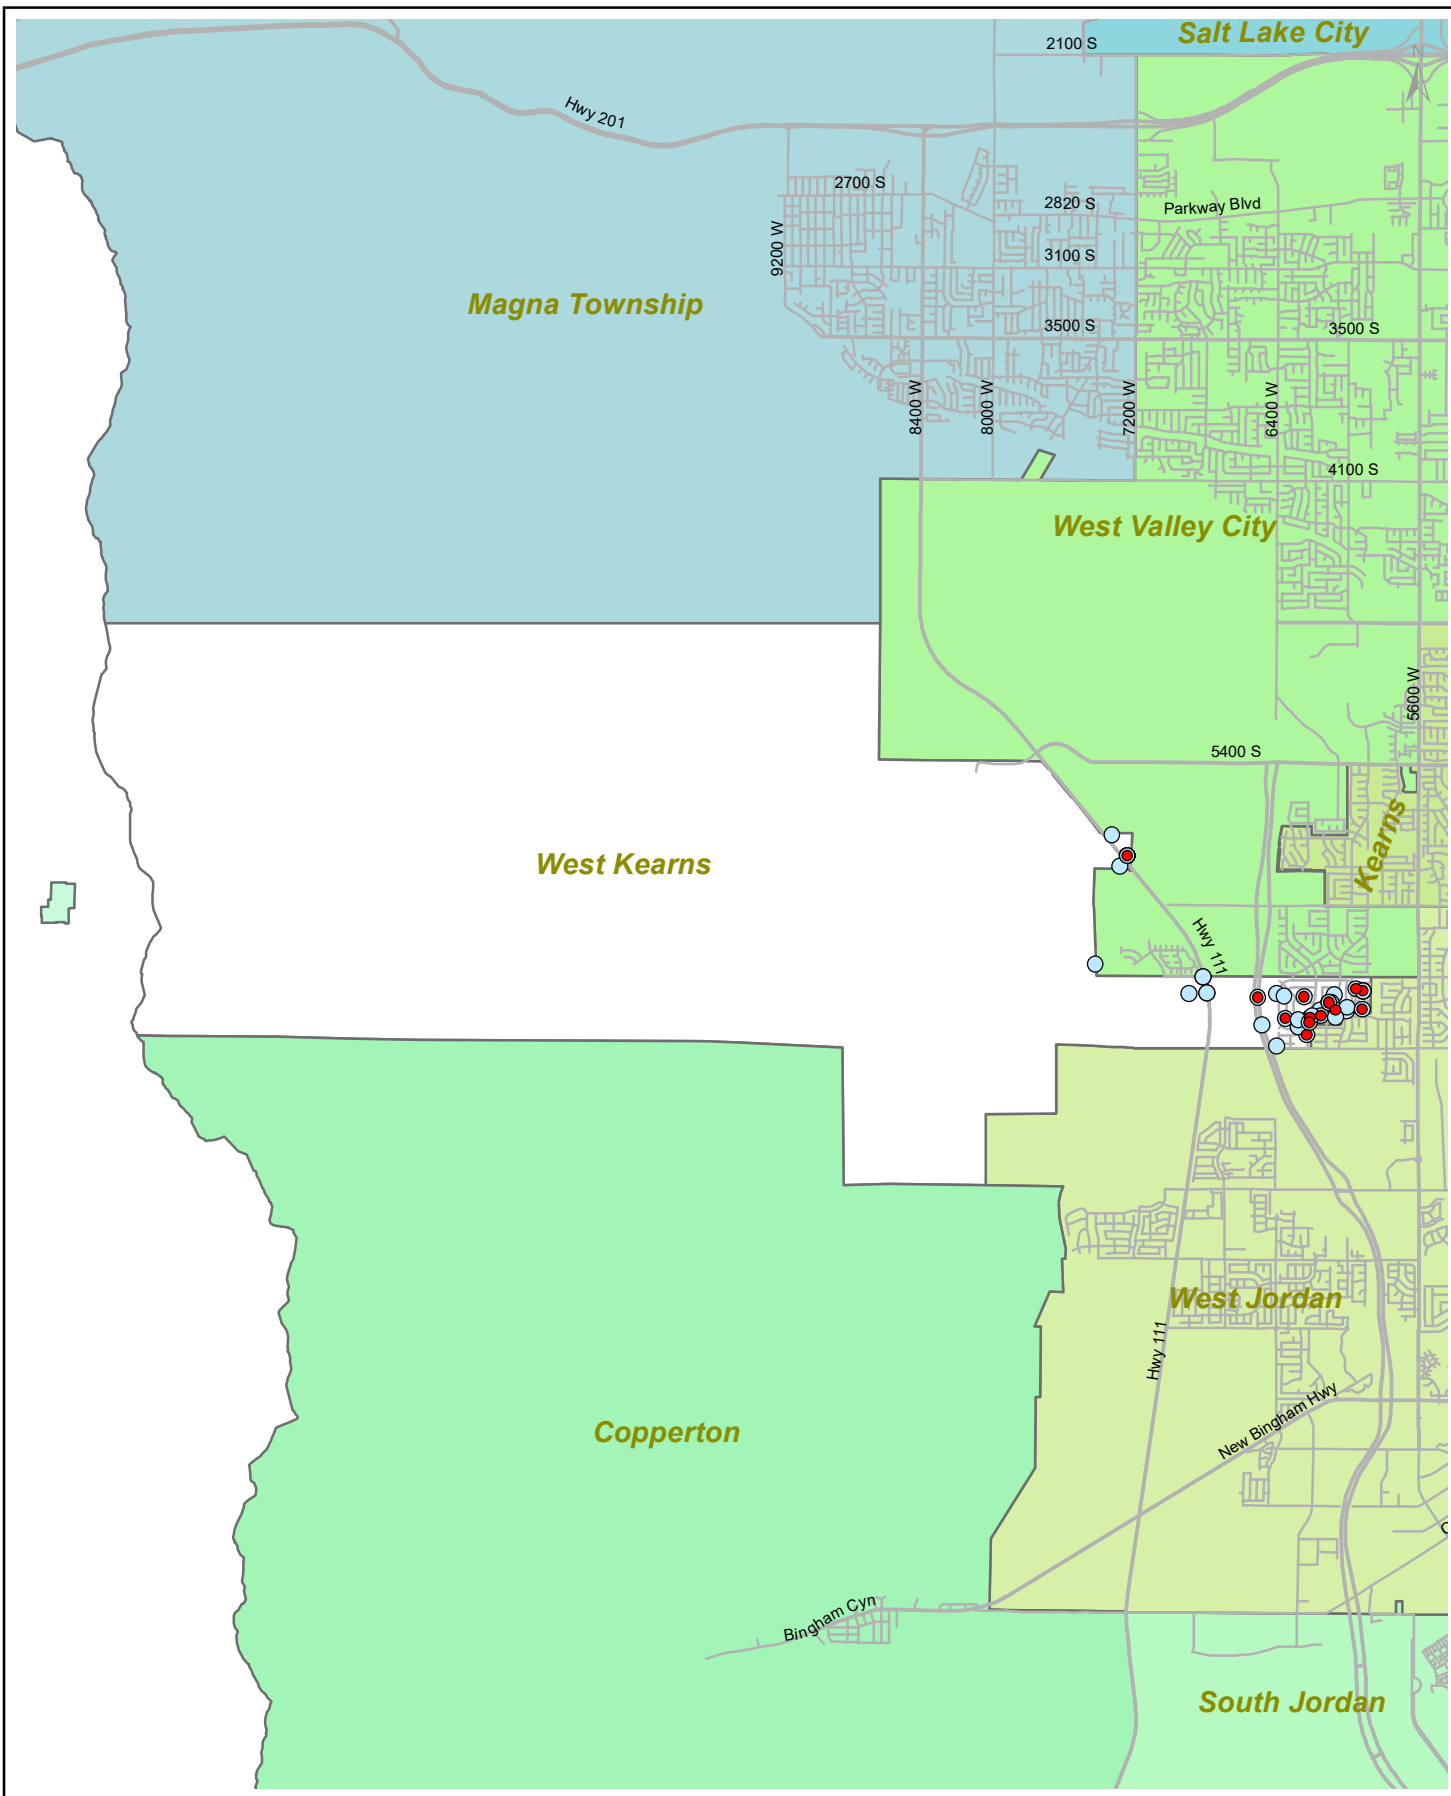 Salt Lake City
2100 S
N
Hwy 201
2700 S
2820 S
Parkway Blvd
9200 W
3100 S
Magna Township
3500 S
3500 S
8400 W
8000 W
7200 W
6400 W
4100 S
West Valley City
5600 W
5400 S
Kearns
West Kearns
Hwy 111
West Jordan
Hwy 111
New Bingham Hwy
Copperton
Bingham Cyn
South Jordan